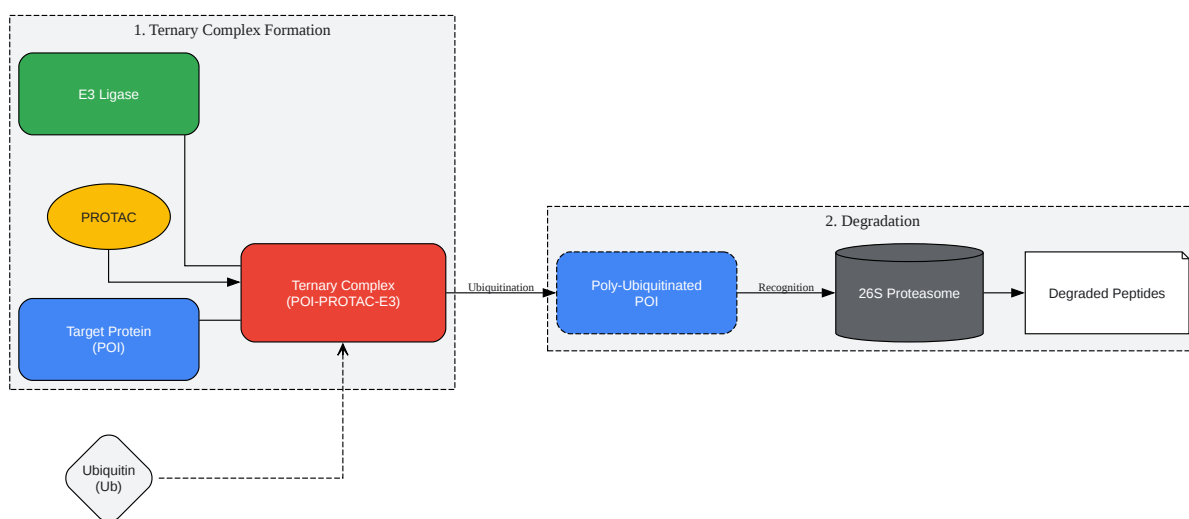 1. Ternary Complex Formation
E3 Ligase
PROTAC
Target Protein
(POI)
Ternary Complex
(POI-PROTAC-E3)
Ubiquitin
(Ub)
Ubiquitination
2. Degradation
Poly-Ubiquitinated
POI
Recognition
26S Proteasome
Degraded Peptides